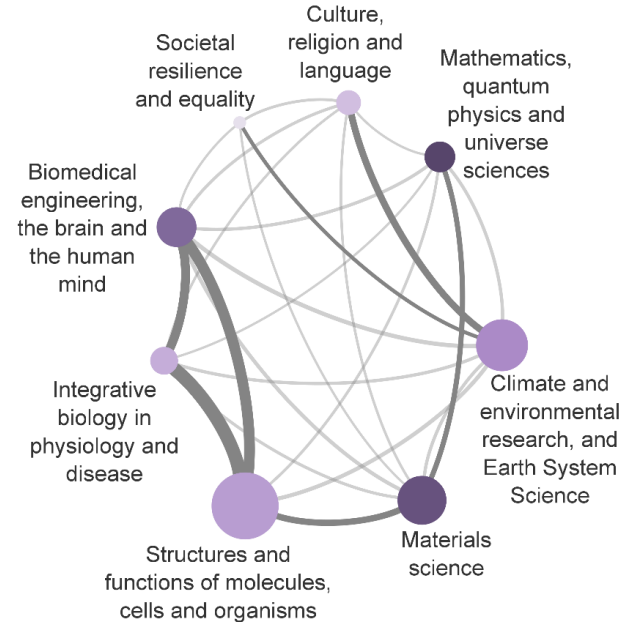 Culture,
religion and
language
Societal
resilience
and equality
Mathematics,
quantum
physics and
universe
sciences
Biomedical
engineering,
the brain and
the human
mind
Integrative
biology in
physiology and
disease
Climate and
environmental
research, and
Earth System
Science
Structures and
functions of molecules,
cells and organisms
Materials
science